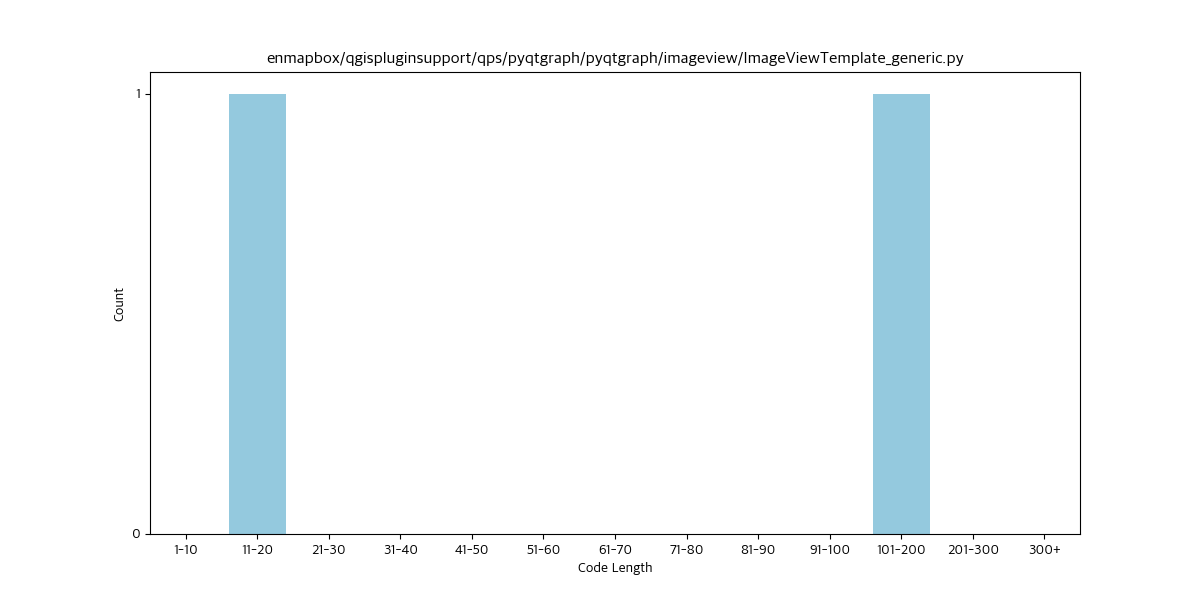 enmapbox/qgispluginsupport/qps/pyqtgraph/pyqtgraph/imageview/ImageViewTemplate_generic.py
1
Count
0
1-10 11-20 21-30 31-40 41-50 51-60 61-70 71-80 81-90 91-100 101-200 201-300 300+
Code Length